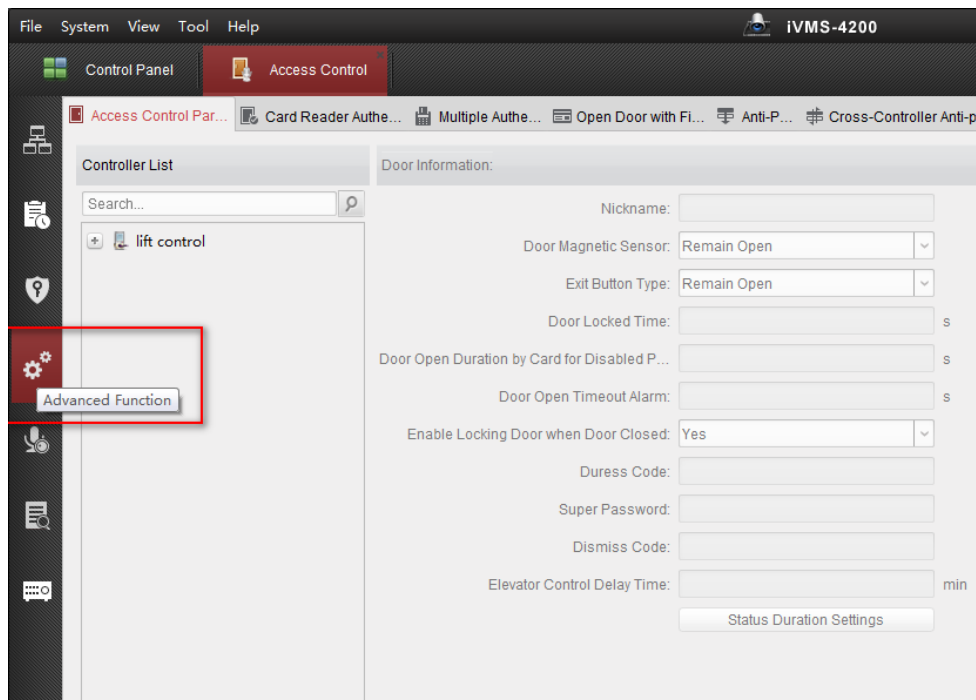 File System View Tool Help iVMS-4200
Control Panel Access Control
Access Control Par... Card Reader Authe... Multiple Authe... Open Door with Fi... Anti-P... Cross-Controller Anti-p
Controller List
Search...
lift control
Advanced Function
Door Information:
Nickname:
Door Magnetic Sensor: Remain Open
Exit Button Type: Remain Open
Door Locked Time: s
Door Open Duration by Card for Disabled P... s
Door Open Timeout Alarm: s
Enable Locking Door when Door Closed: Yes
Duress Code:
Super Password:
Dismiss Code:
Elevator Control Delay Time: min
Status Duration Settings